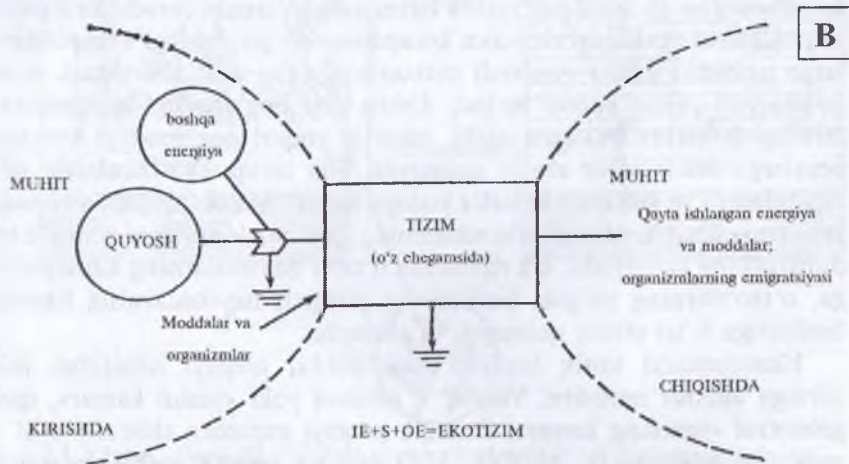 B
boshqa
energiya
MUHIT
QUYOSH
TIZIM
(o'z chegarasida)
MUHIT
Qayta ishlangan energiya
va moddalar;
organizmlarning emigratsiyasi
Moddalar va
organizmlar
KIRISHDA
CHIQISHDA
IE+S+OE=EKOTIZIM